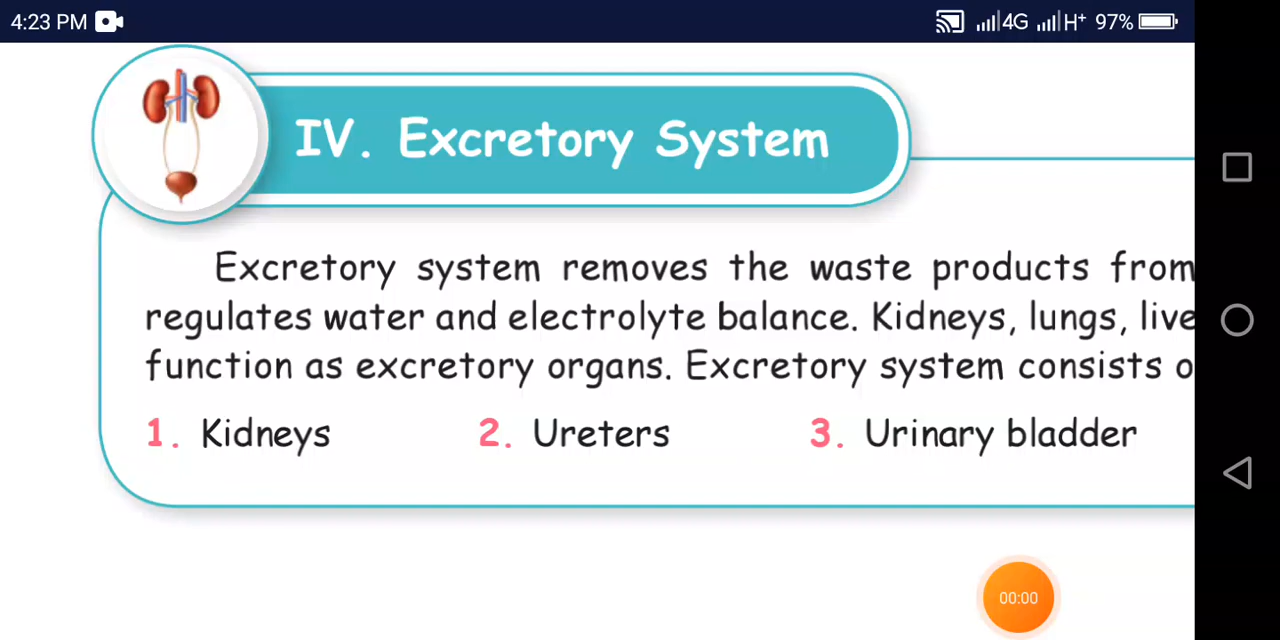 4:23 PM 4G H+ 97%
IV. Excretory System
Excretory system removes the waste products from
regulates water and electrolyte balance. Kidneys, lungs, live
function as excretory organs. Excretory system consists o
1. Kidneys 2. Ureters 3. Urinary bladder
00:00